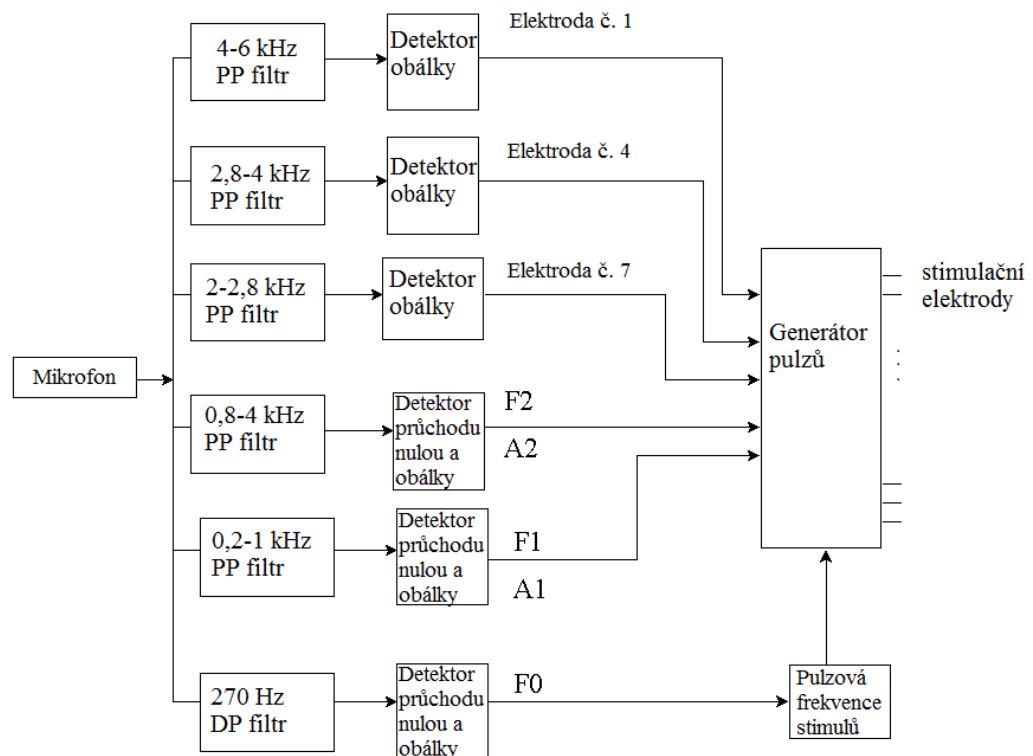 Elektroda č. 1
4-6 kHz
PP filtr
Detektor
obálky
Elektroda č. 4
2,8-4 kHz
PP filtr
Detektor
obálky
Elektroda č. 7
2-2,8 kHz
PP filtr
Detektor
obálky
stimulační
elektrody
Generátor
pulzů
Mikrofon
0,8-4 kHz
PP filtr
Detektor
průchodu
nulou a
obálky
F2
A2
0,2-1 kHz
PP filtr
Detektor
průchodu
nulou a
obálky
F1
A1
270 Hz
DP filtr
Detektor
průchodu
nulou a
obálky
F0
Pulzová
frekvence
stimulů